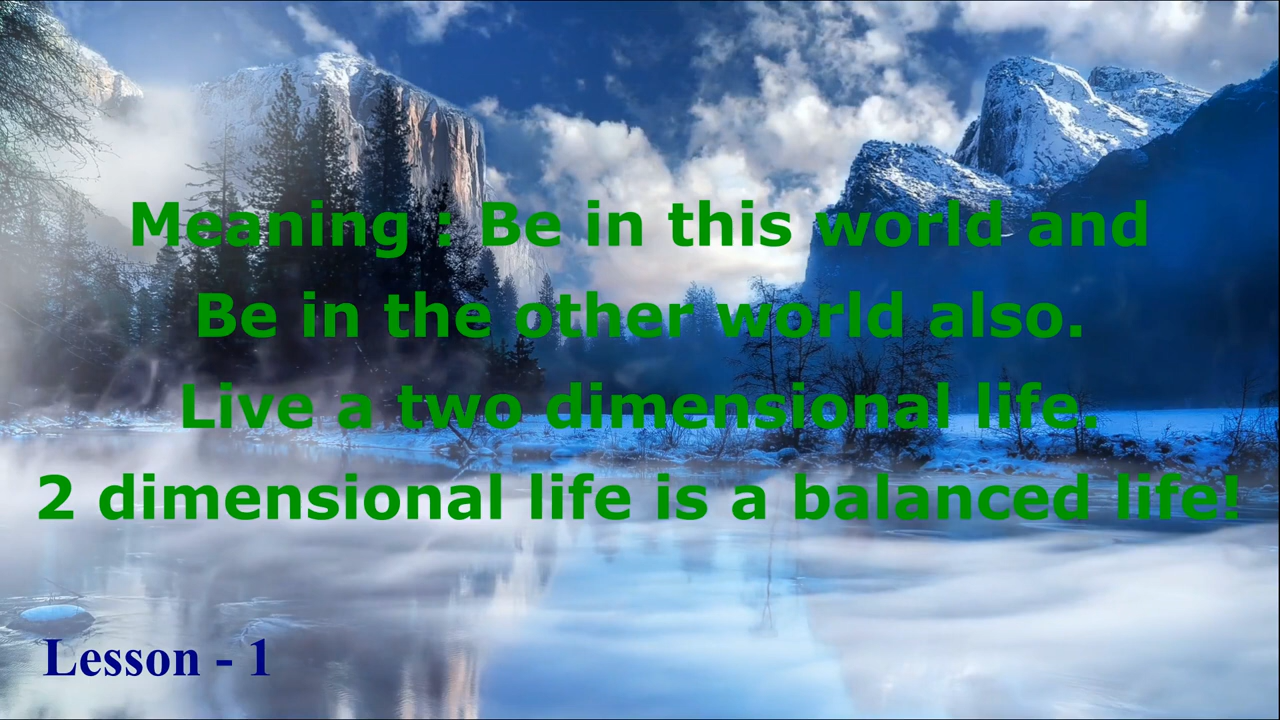 Meaning : Be in this world and
Be in the other world also.
Live a two dimensional life.
2 dimensional life is a balanced life!
Lesson - 1